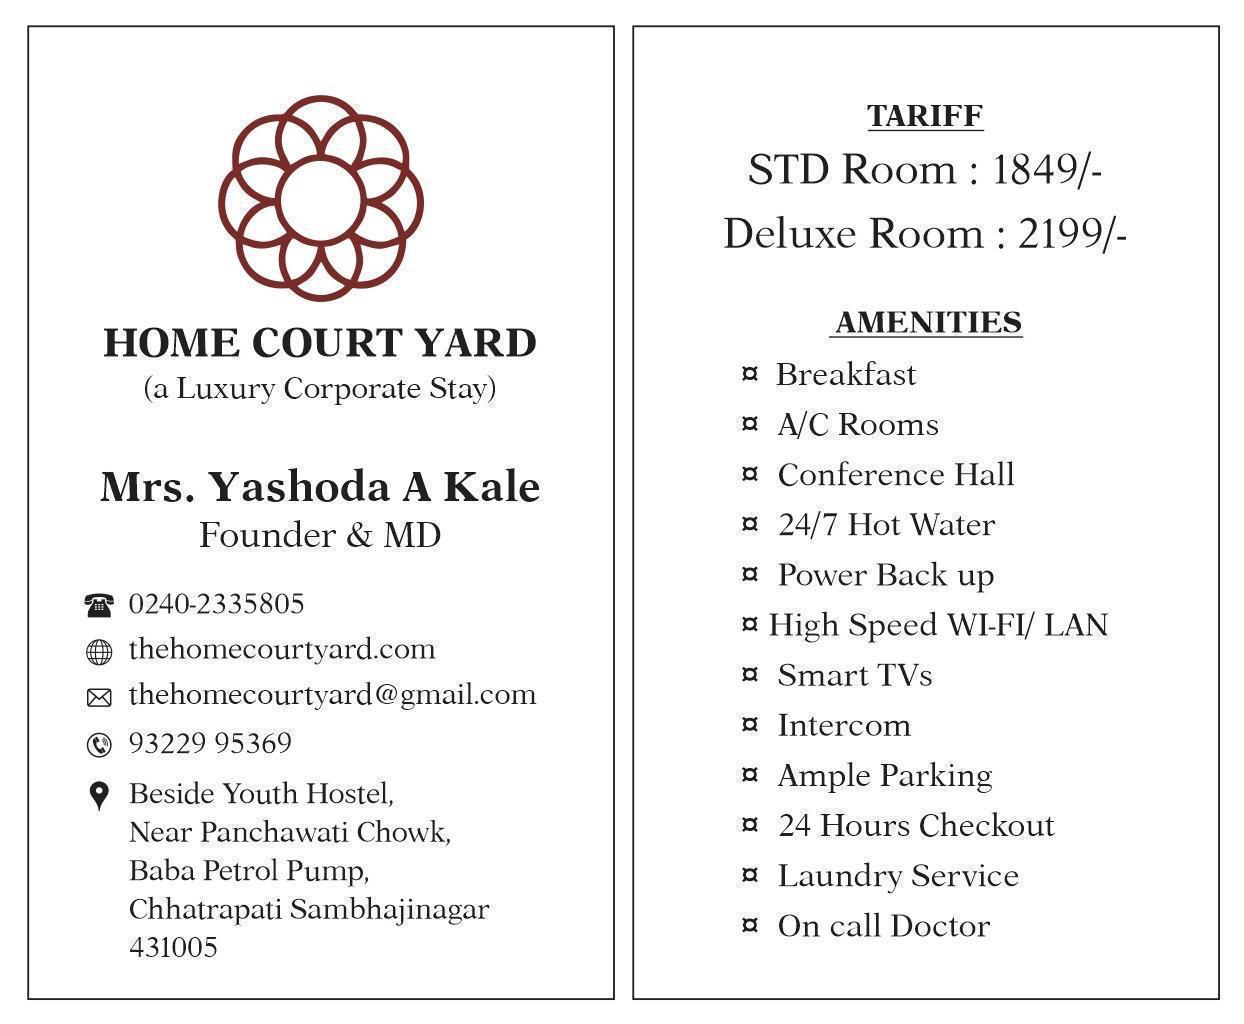 HOME COURT YARD
(a Luxury Corporate Stay)
Mrs. Yashoda A Kale
Founder & MD
0240-2335805
thehomecourtyard.com
thehomecourtyard@gmail.com
93229 95369
Beside Youth Hostel,
Near Panchawati Chowk,
Baba Petrol Pump,
Chhatrapati Sambhajinagar
431005
TARIFF
STD Room : 1849/-
Deluxe Room : 2199/-
AMENITIES
¤ Breakfast
¤ A/C Rooms
¤ Conference Hall
¤ 24/7 Hot Water
¤ Power Back up
¤ High Speed WI-FI/ LAN
¤ Smart TVs
¤ Intercom
¤ Ample Parking
¤ 24 Hours Checkout
¤ Laundry Service
¤ On call Doctor